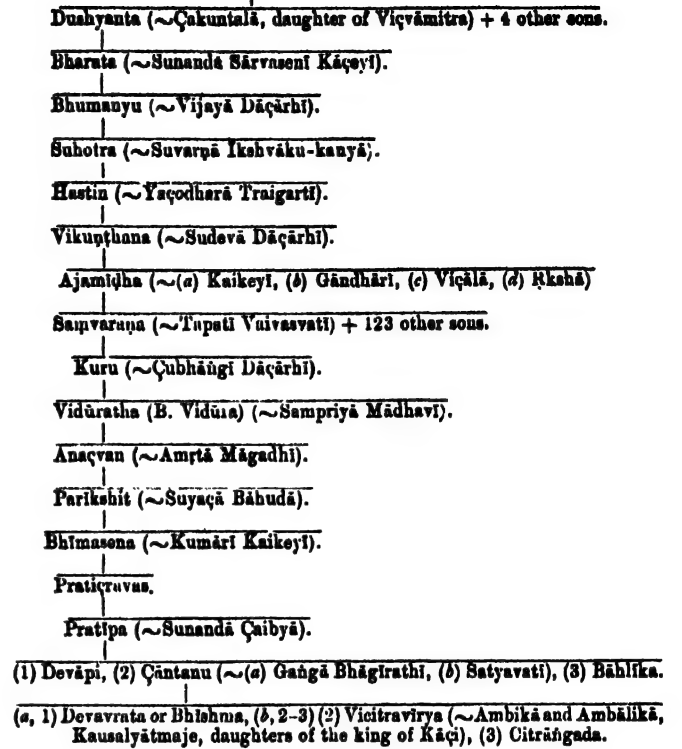 Dushyanta (~Çakuntalā, daughter of Viçvāmitra) + 4 other sons.
Bharata (~Sunandā Sārvasenī Kāçeyī).
Bhumanyu (~Vijayā Dāçārhī).
Suhotra (~Suvarṇā Ikshvāku-kanyā).
Hastin (~Yaçodharā Traigartī).
Vikuṇṭhana (~Sudevā Dāçārhī).
Ajamīḍha (~(a) Kaikeyī, (b) Gāndhārī, (c) Viçālā, (d) Ṛkshā)
Saṃvaraṇa (~Tapatī Vaivasvatī) + 123 other sons.
Kuru (~Çubhāṅgī Dāçārhī).
Vidūratha (B. Vidūra) (~Sampriyā Mādhavī).
Anaçvan (~Amṛtā Māgadhī).
Parikshit (~Suyaçā Bāhudā).
Bhīmasena (~Kumārī Kaikeyī).
Pratiçravas.
Pratīpa (~Sunandā Çaibyā).
(1) Devāpi, (2) Çāntanu (~(a) Gaṅgā Bhāgīrathī, (b) Satyavatī), (3) Bāhlīka.
(a, 1) Devavrata or Bhīshma, (b, 2-3) (2) Vicitravīrya (~Ambikā and Ambālikā,
Kausalyātmaje, daughters of the king of Kāçi), (3) Citrāṅgada.